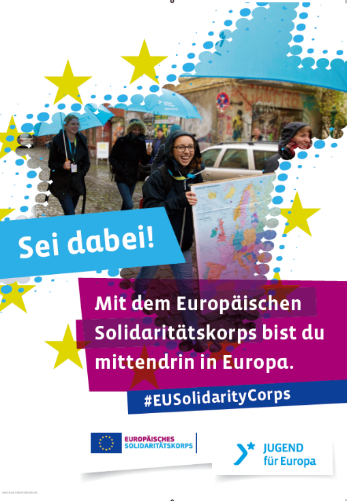 Sei dabei!
Mit dem Europäischen
Solidaritätskorps bist du
mittendrin in Europa.
#EUSolidarityCorps
EUROPÄISCHES
SOLIDARITÄTSKORPS
JUGEND
für Europa